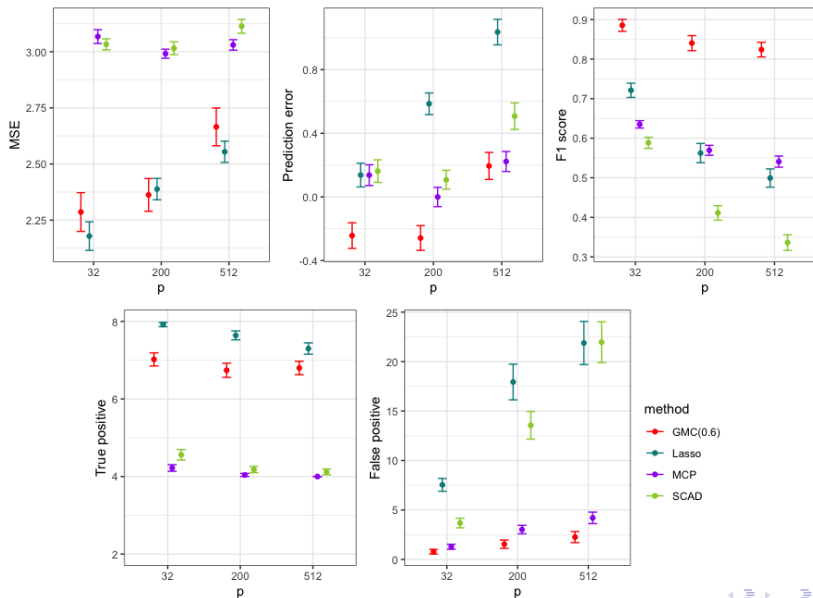 MSE
3.00
2.75
2.50
2.25
32
200
512
p
Prediction error
0.8
0.4
0.0
-0.4
32
200
512
p
F1 score
0.9
0.8
0.7
0.6
0.5
0.4
0.3
32
200
512
p
True positive
8
6
4
2
32
200
512
p
False positive
25
20
15
10
5
0
32
200
512
p
method
GMC(0.6)
Lasso
MCP
SCAD